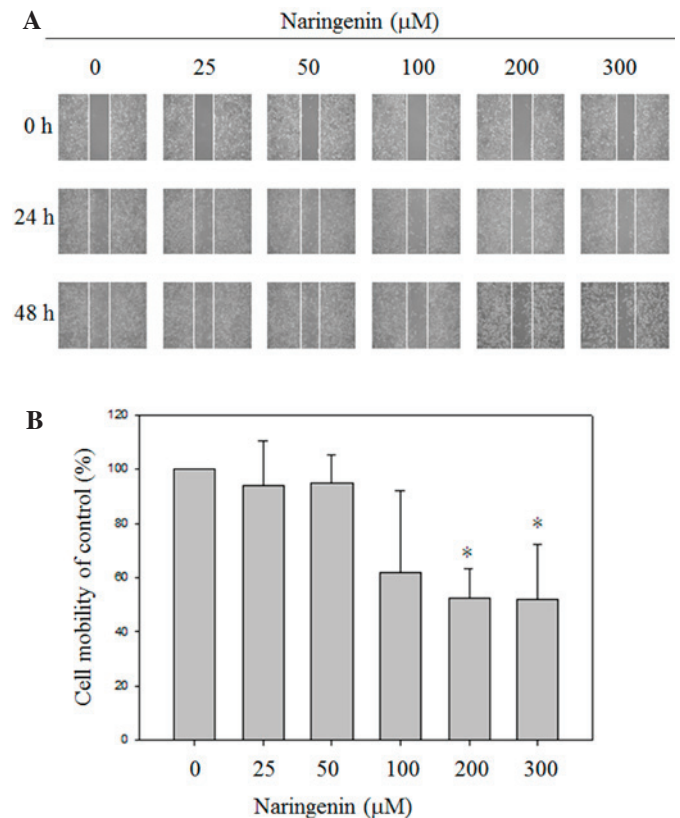 A
Naringenin (μM)
0 25 50 100 200 300
0 h
24 h
48 h
B
Cell mobility of control (%)
120
100
80
60
40
20
0
* *
0 25 50 100 200 300
Naringenin (μM)